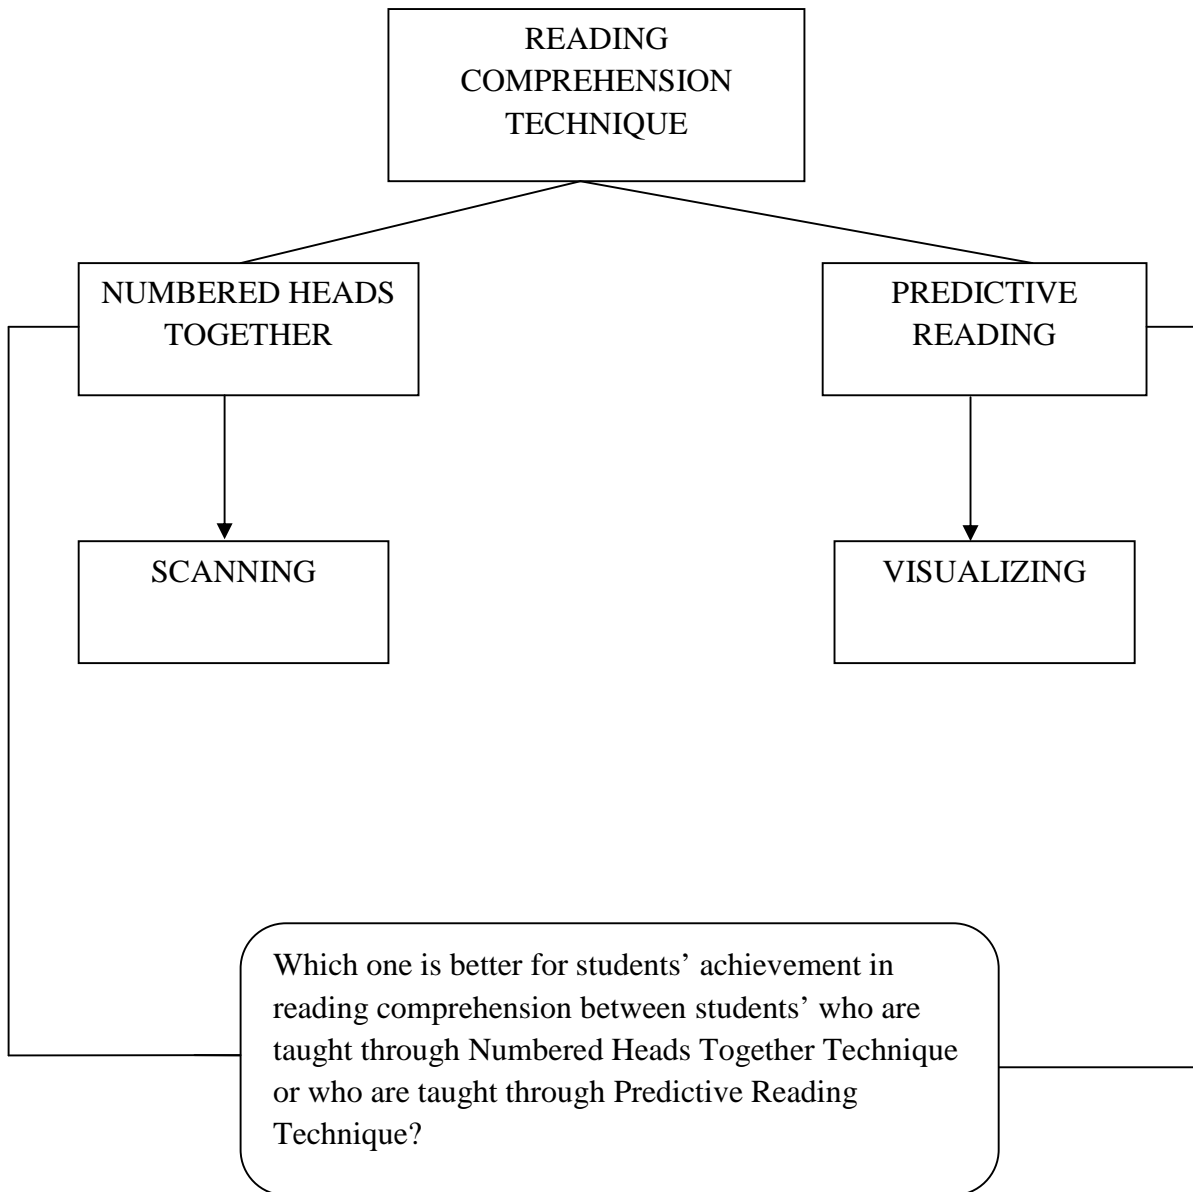 READING
COMPREHENSION
TECHNIQUE
NUMBERED HEADS
TOGETHER
PREDICTIVE
READING
SCANNING
VISUALIZING
Which one is better for students’ achievement in
reading comprehension between students’ who are
taught through Numbered Heads Together Technique
or who are taught through Predictive Reading
Technique?